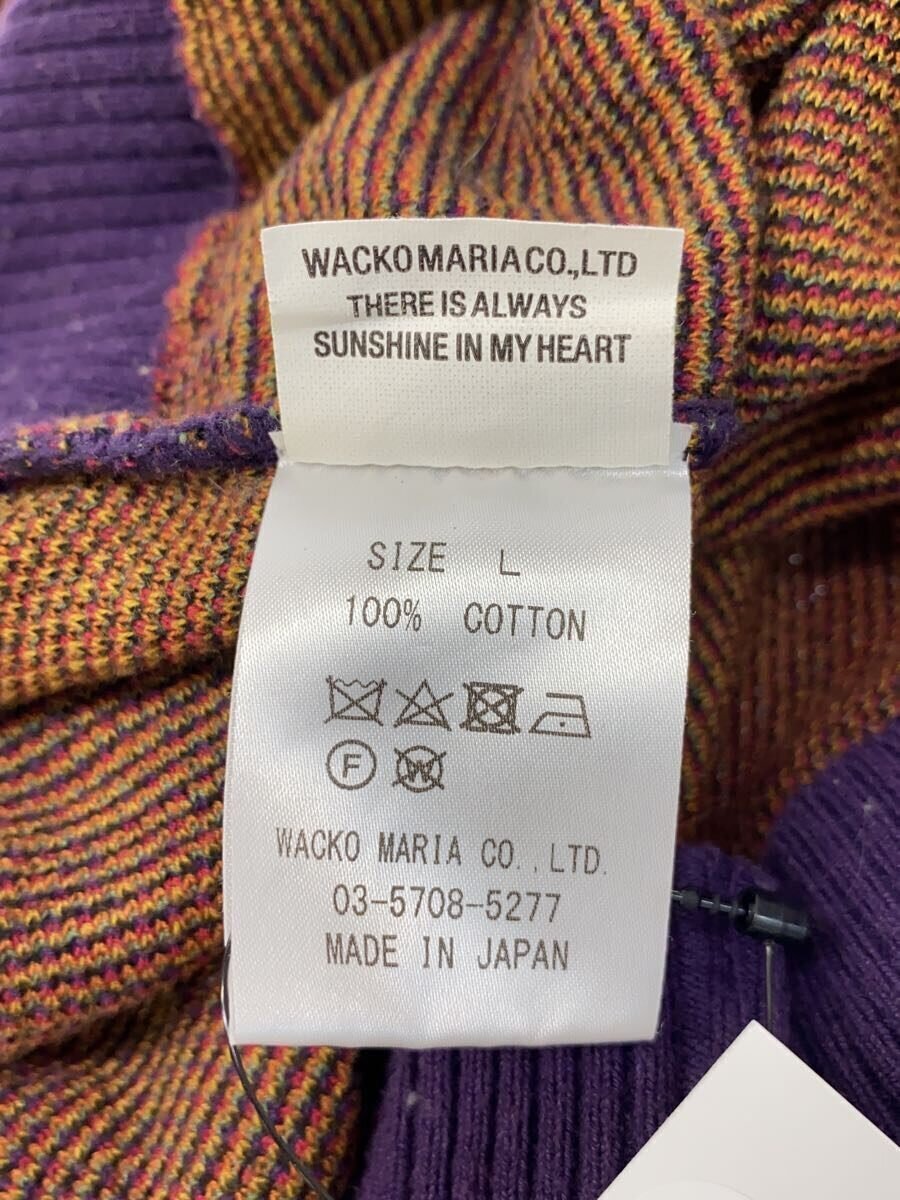 WACKO MARIA CO.,LTD
THERE IS ALWAYS
SUNSHINE IN MY HEART
SIZE L
100% COTTON
F W
WACKO MARIA CO.,LTD.
03-5708-5277
MADE IN JAPAN